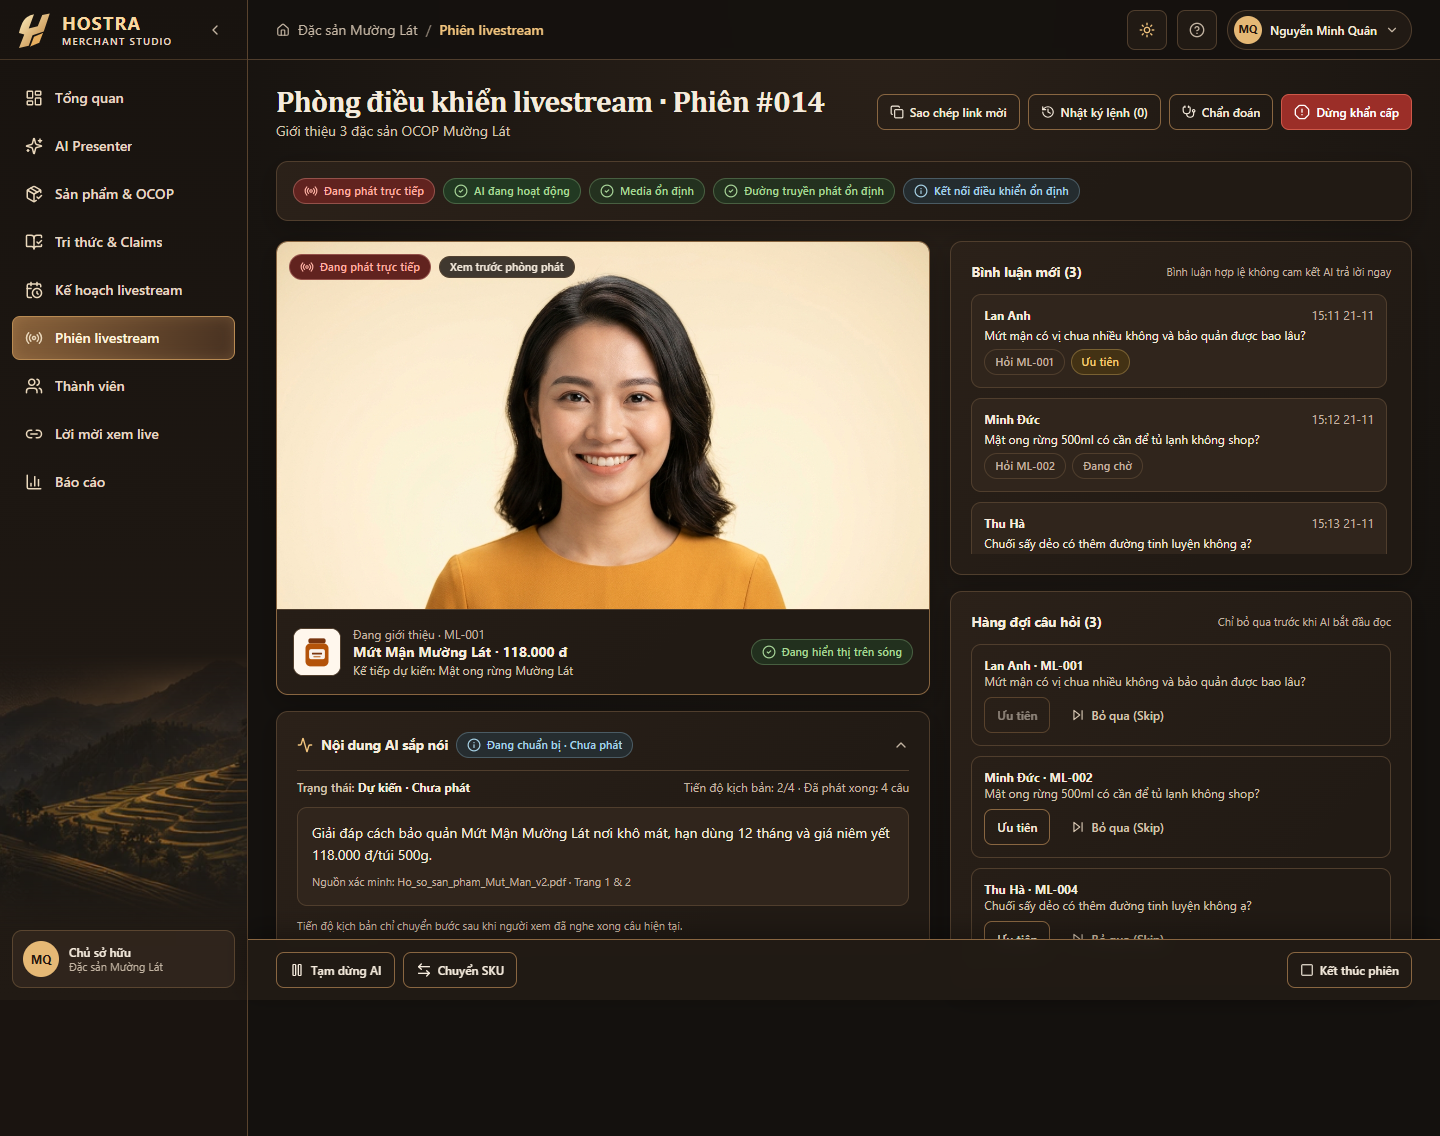 HOSTRA
MERCHANT STUDIO
Đặc sản Mường Lát / Phiên livestream
MQ Nguyễn Minh Quân
Tổng quan
AI Presenter
Sản phẩm & OCOP
Tri thức & Claims
Kế hoạch livestream
Phiên livestream
Thành viên
Lời mời xem live
Báo cáo
MQ
Chủ sở hữu
Đặc sản Mường Lát
Phòng điều khiển livestream · Phiên #014
Giới thiệu 3 đặc sản OCOP Mường Lát
Sao chép link mời
Nhật ký lệnh (0)
Chẩn đoán
Dừng khẩn cấp
Đang phát trực tiếp
AI đang hoạt động
Media ổn định
Đường truyền phát ổn định
Kết nối điều khiển ổn định
Đang phát trực tiếp
Xem trước phòng phát
Đang giới thiệu · ML-001
Mứt Mận Mường Lát · 118.000 đ
Kế tiếp dự kiến: Mật ong rừng Mường Lát
Đang hiển thị trên sóng
Nội dung AI sắp nói
Đang chuẩn bị · Chưa phát
Trạng thái: Dự kiến · Chưa phát
Tiến độ kịch bản: 2/4 · Đã phát xong: 4 câu
Giải đáp cách bảo quản Mứt Mận Mường Lát nơi khô mát, hạn dùng 12 tháng và giá niêm yết
118.000 đ/túi 500g.
Nguồn xác minh: Ho_so_san_pham_Mut_Man_v2.pdf · Trang 1 & 2
Tiến độ kịch bản chỉ chuyển bước sau khi người xem đã nghe xong câu hiện tại.
Bình luận mới (3)
Bình luận hợp lệ không cam kết AI trả lời ngay
Lan Anh
15:11 21-11
Mứt mận có vị chua nhiều không và bảo quản được bao lâu?
Hỏi ML-001
Ưu tiên
Minh Đức
15:12 21-11
Mật ong rừng 500ml có cần để tủ lạnh không shop?
Hỏi ML-002
Đang chờ
Thu Hà
15:13 21-11
Chuối sấy dẻo có thêm đường tinh luyện không ạ?
Hàng đợi câu hỏi (3)
Chỉ bỏ qua trước khi AI bắt đầu đọc
Lan Anh · ML-001
Mứt mận có vị chua nhiều không và bảo quản được bao lâu?
Ưu tiên
Bỏ qua (Skip)
Minh Đức · ML-002
Mật ong rừng 500ml có cần để tủ lạnh không shop?
Ưu tiên
Bỏ qua (Skip)
Thu Hà · ML-004
Chuối sấy dẻo có thêm đường tinh luyện không ạ?
Ưu tiên
Bỏ qua (Skip)
Tạm dừng AI
Chuyển SKU
Kết thúc phiên